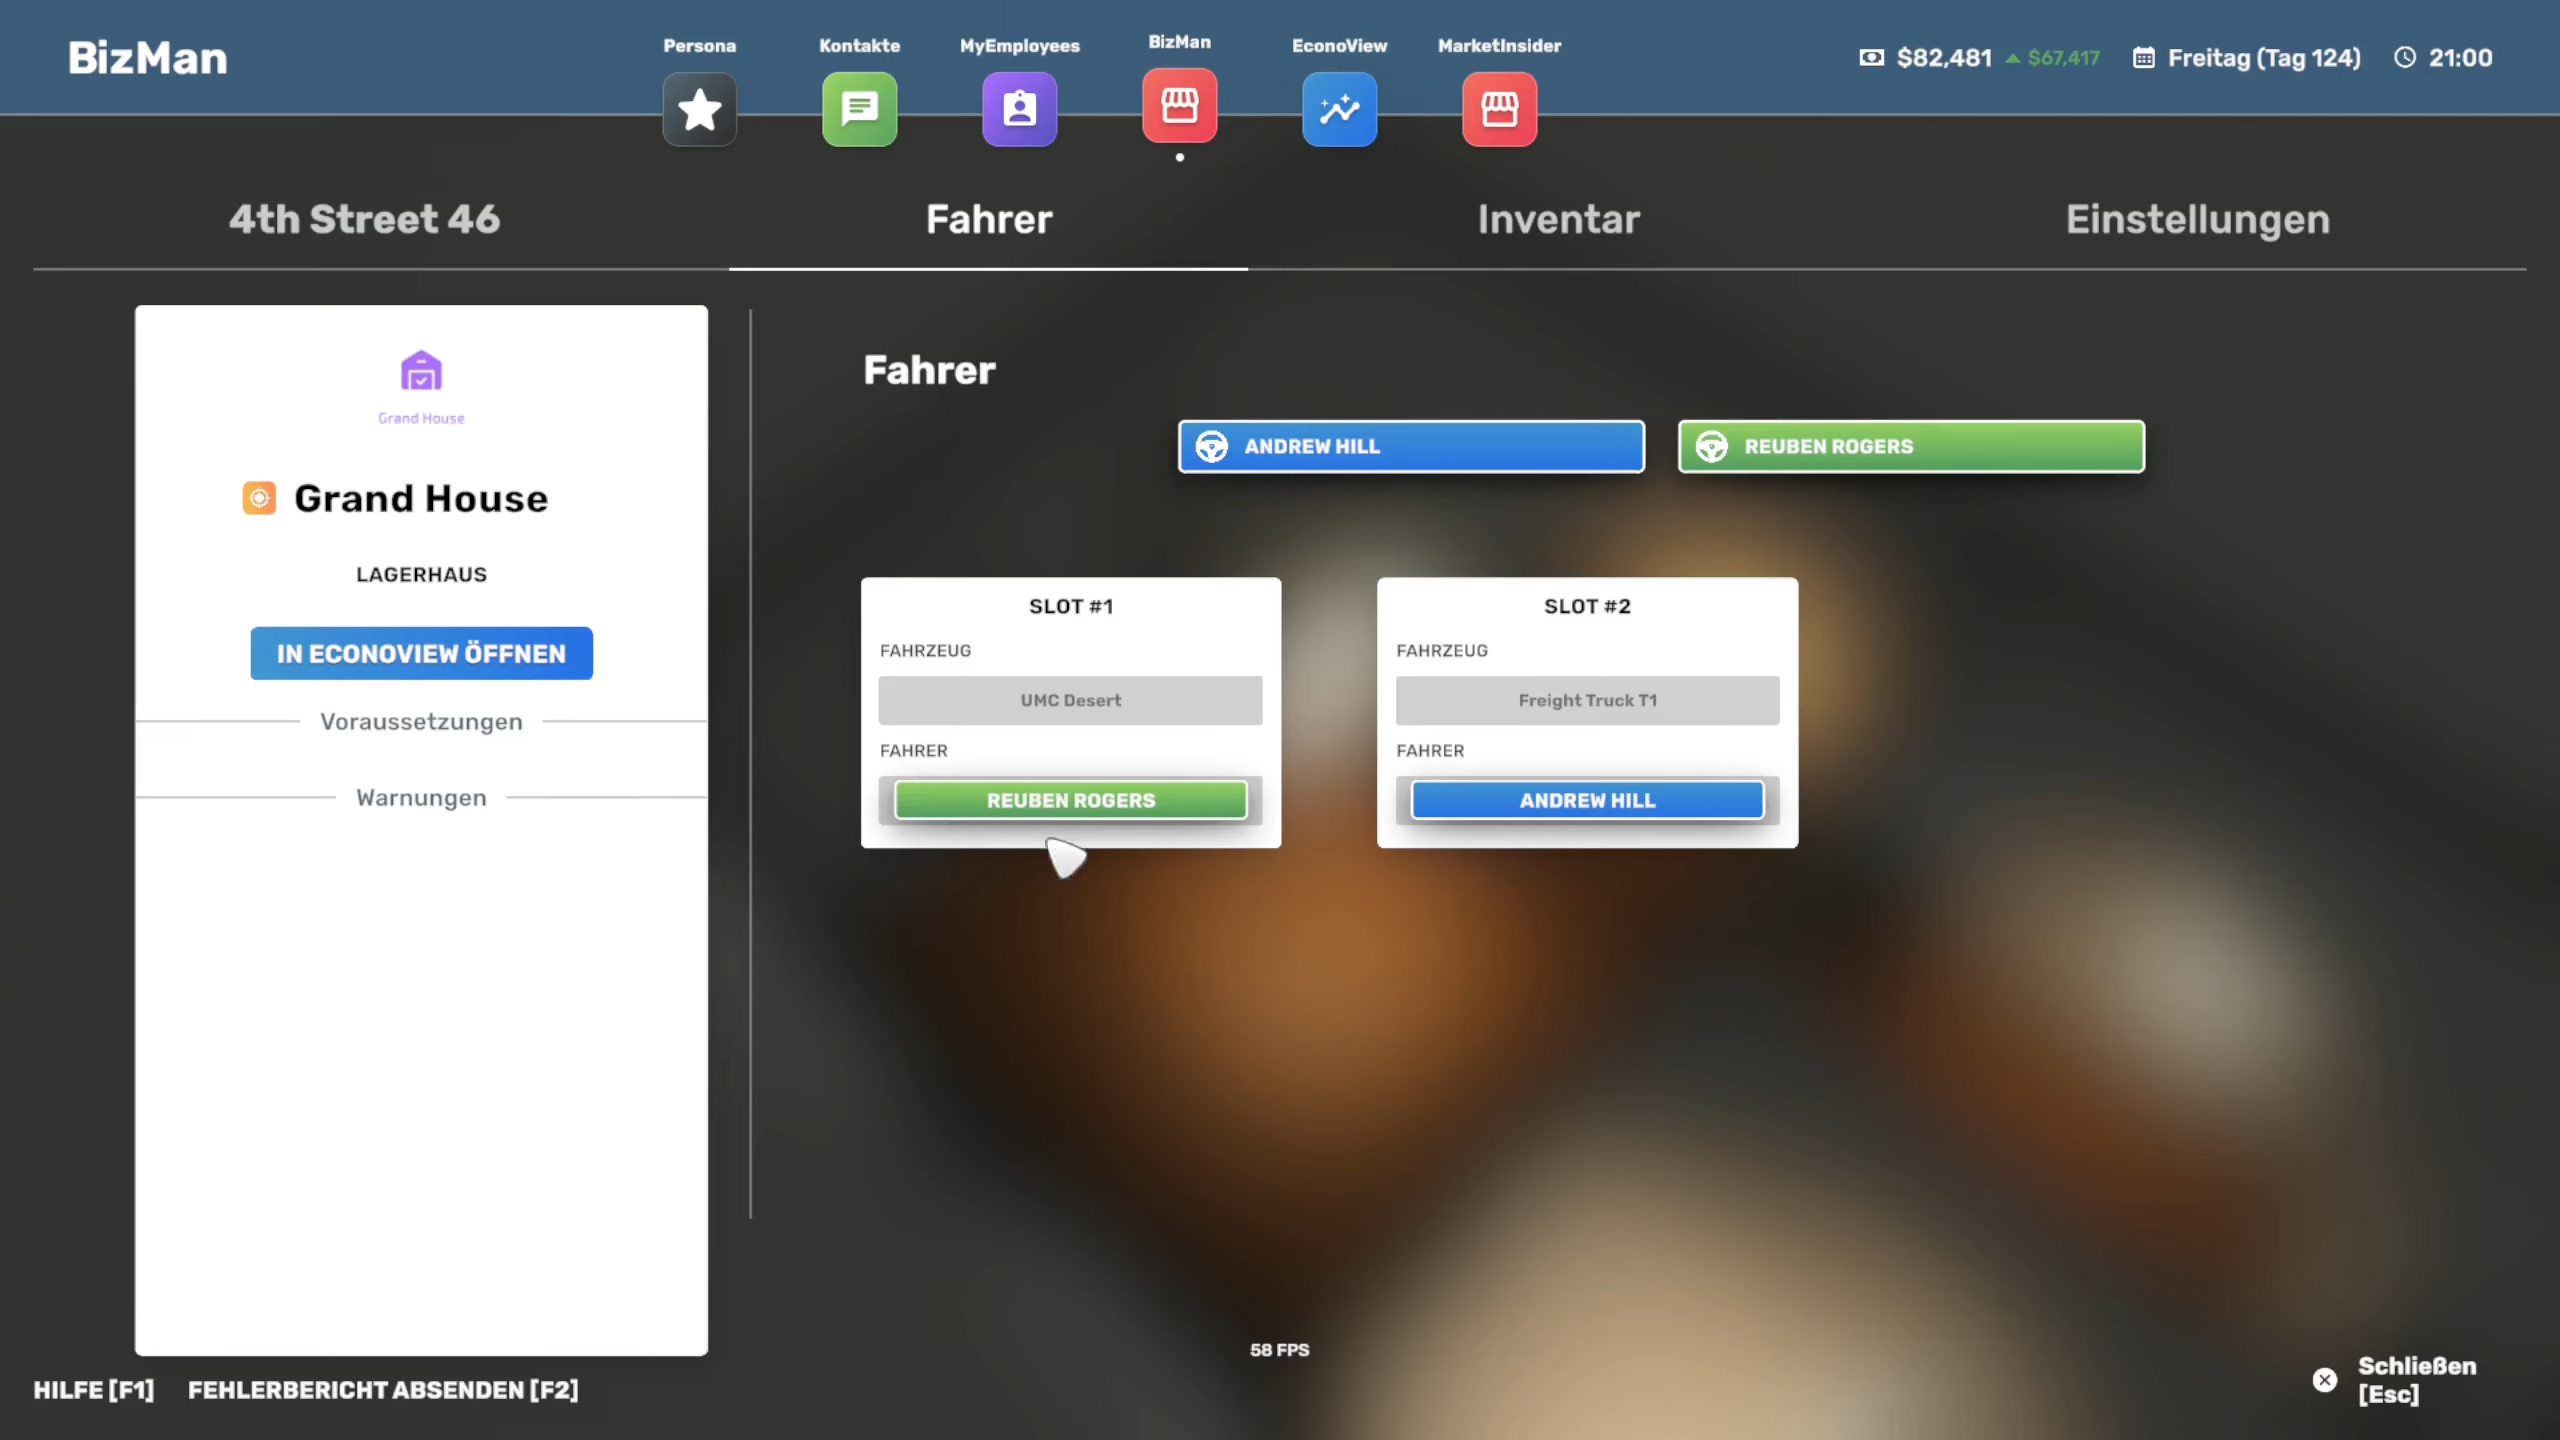 BizMan
Persona
Kontakte
MyEmployees
BizMan
EconoView
MarketInsider
$82,481
$67,417
Freitag (Tag 124)
21:00
4th Street 46
Fahrer
Inventar
Einstellungen
Grand House
Grand House
LAGERHAUS
IN ECONOVIEW ÖFFNEN
Voraussetzungen
Warnungen
Fahrer
ANDREW HILL
REUBEN ROGERS
SLOT #1
FAHRZEUG
UMC Desert
FAHRER
REUBEN ROGERS
SLOT #2
FAHRZEUG
Freight Truck T1
FAHRER
ANDREW HILL
58 FPS
HILFE [F1]
FEHLERBERICHT ABSENDEN [F2]
Schließen
[Esc]